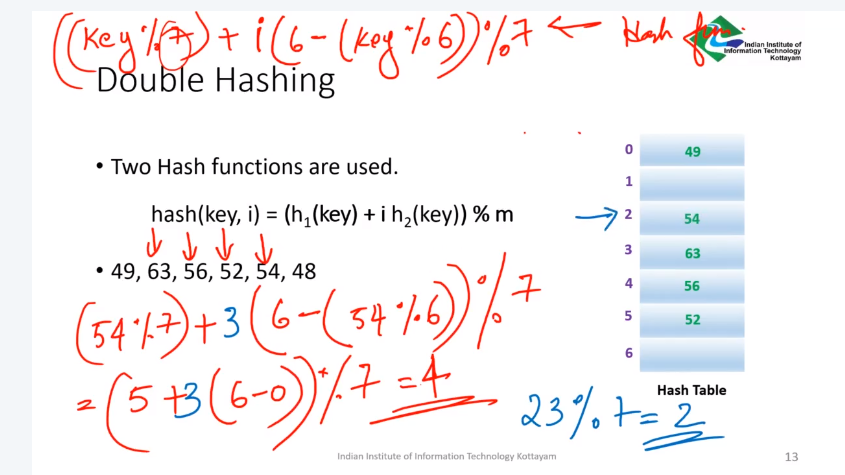 ((Key % 7) + i (6 - (Key % 6)) % 7 ← Hash fun
Indian Institute of
Information Technology
Kottayam
Double Hashing
• Two Hash functions are used.
hash(key, i) = (h₁(key) + i h₂(key)) % m
• 49, 63, 56, 52, 54, 48
(54 % 7) + 3 (6 - (54 % 6)) % 7
= (5 + 3 (6 - 0)) % 7 = 4
23 % 7 = 2
0 49
1
2 54
3 63
4 56
5 52
6
Hash Table
Indian Institute of Information Technology Kottayam
13